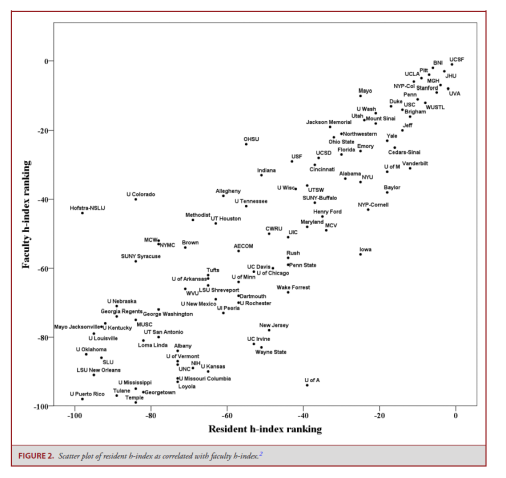 UCSF
BNI
Pitt
UCLA
JHU
MGH
NYP-Col
Stanford
UVA
Mayo
Penn
WUSTL
Duke
USC
U Wash
Brigham
Utah
Mount Sinai
Jackson Memorial
Jeff
Northwestern
Yale
OHSU
Ohio State
Florida
Emory
Cedars-Sinai
UCSD
USF
Cincinnati
Vanderbilt
U of M
Indiana
Alabama
NYU
U Wisc
UTSW
Baylor
Allegheny
U Colorado
SUNY-Buffalo
U Tennessee
NYP-Cornell
Hofstra-NSLIJ
Henry Ford
Methodist
UT Houston
Maryland
MCV
CWRU
UIC
MCW
NYMC
Brown
AECOM
Iowa
Rush
SUNY Syracuse
Penn State
UC Davis
U of Chicago
Tufts
U of Arkansas
U of Minn
LSU Shreveport
WVU
Wake Forrest
Dartmouth
U New Mexico
U Rochester
U Nebraska
UI Peoria
George Washington
Georgia Regents
MUSC
Mayo Jacksonville
U Kentucky
New Jersey
U Louisville
UT San Antonio
Loma Linda
UC Irvine
Albany
Wayne State
U Oklahoma
SLU
U of Vermont
NIH
UNC
U Kansas
LSU New Orleans
U Missouri Columbia
Loyola
U of A
U Mississippi
Georgetown
Tulane
U Puerto Rico
Temple
Faculty h-index ranking
0
-20
-40
-60
-80
-100
-100
-80
-60
-40
-20
0
Resident h-index ranking
FIGURE 2. Scatter plot of resident h-index as correlated with faculty h-index.2